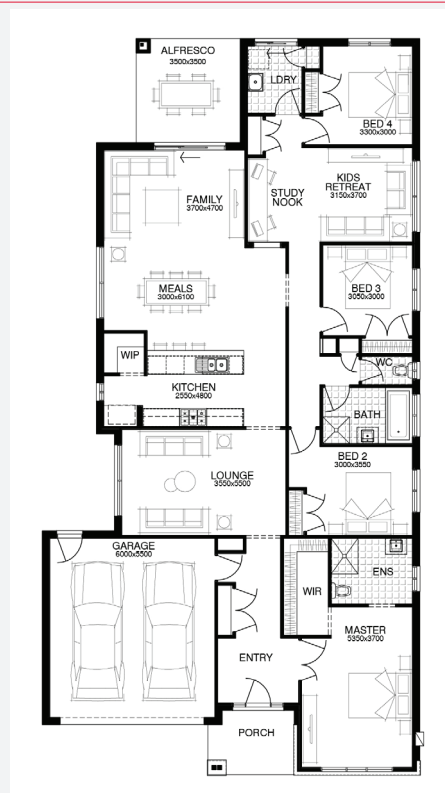 ALFRESCO
3500x3500
LDRY
BED 4
3300x3000
FAMILY
3700x4700
STUDY
NOOK
KIDS
RETREAT
3150x3700
MEALS
3000x6100
BED 3
3050x3000
WIP
WC
KITCHEN
2550x4800
BATH
LOUNGE
3550x5500
BED 2
3000x3550
GARAGE
6000x5500
ENS
WIR
MASTER
5350x3700
ENTRY
PORCH